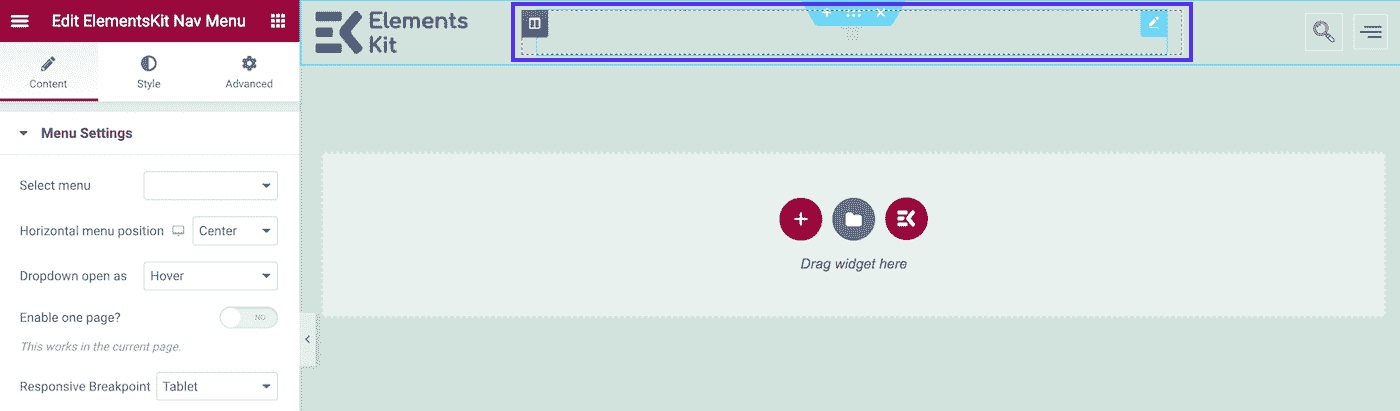 Edit ElementsKit Nav Menu
Content
Style
Advanced
Menu Settings
Select menu
Horizontal menu position Center
Dropdown open as Hover
Enable one page? NO
This works in the current page.
Responsive Breakpoint Tablet
Elements
Kit
Drag widget here